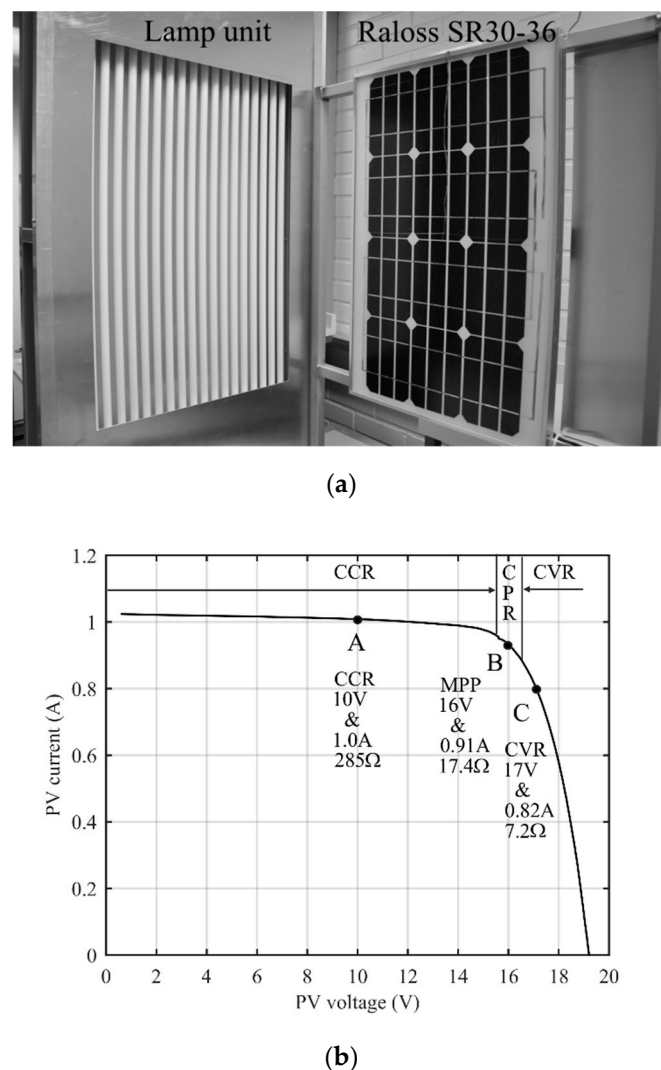 Lamp unit
Raloss SR30-36
(a)
1.2
1
0.8
0.6
0.4
0.2
0
PV current (A)
CCR
C
P
R
CVR
A
CCR
10V
&
1.0A
285Ω
B
MPP
16V
&
0.91A
17.4Ω
C
CVR
17V
&
0.82A
7.2Ω
0 2 4 6 8 10 12 14 16 18 20
PV voltage (V)
(b)